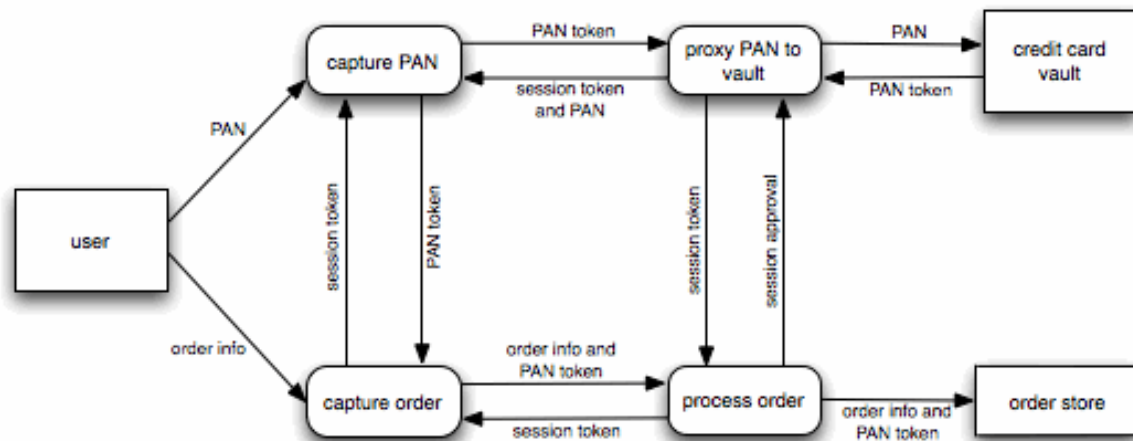 PAN token
PAN
capture PAN
proxy PAN to
vault
credit card
vault
session token
and PAN
PAN token
PAN
session token
PAN token
session token
session approval
user
order info
order info and
PAN token
capture order
process order
order store
session token
order info and
PAN token